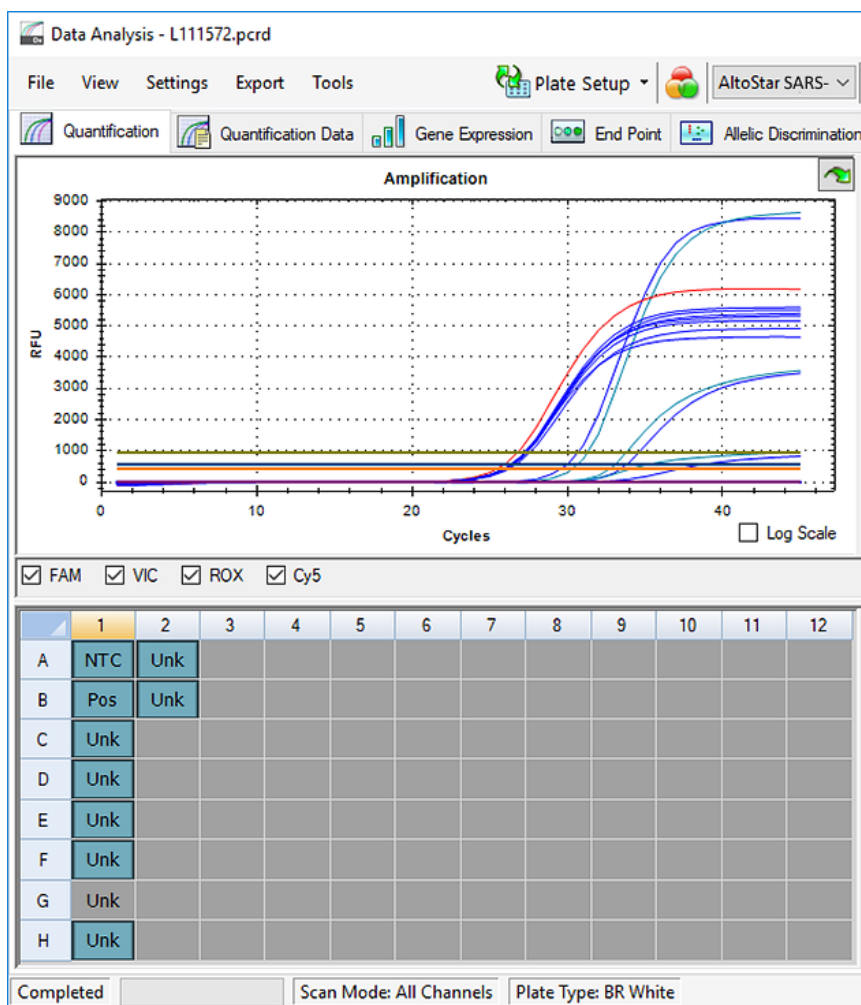 Data Analysis - L111572.pcrd
File View Settings Export Tools Plate Setup AltoStar SARS-
Quantification Quantification Data Gene Expression End Point Allelic Discrimination
Amplification
9000
8000
7000
6000
5000
4000
3000
2000
1000
0
RFU
0 10 20 30 40
Cycles
Log Scale
FAM VIC ROX Cy5
1 2 3 4 5 6 7 8 9 10 11 12
A NTC Unk
B Pos Unk
C Unk
D Unk
E Unk
F Unk
G Unk
H Unk
Completed Scan Mode: All Channels Plate Type: BR White